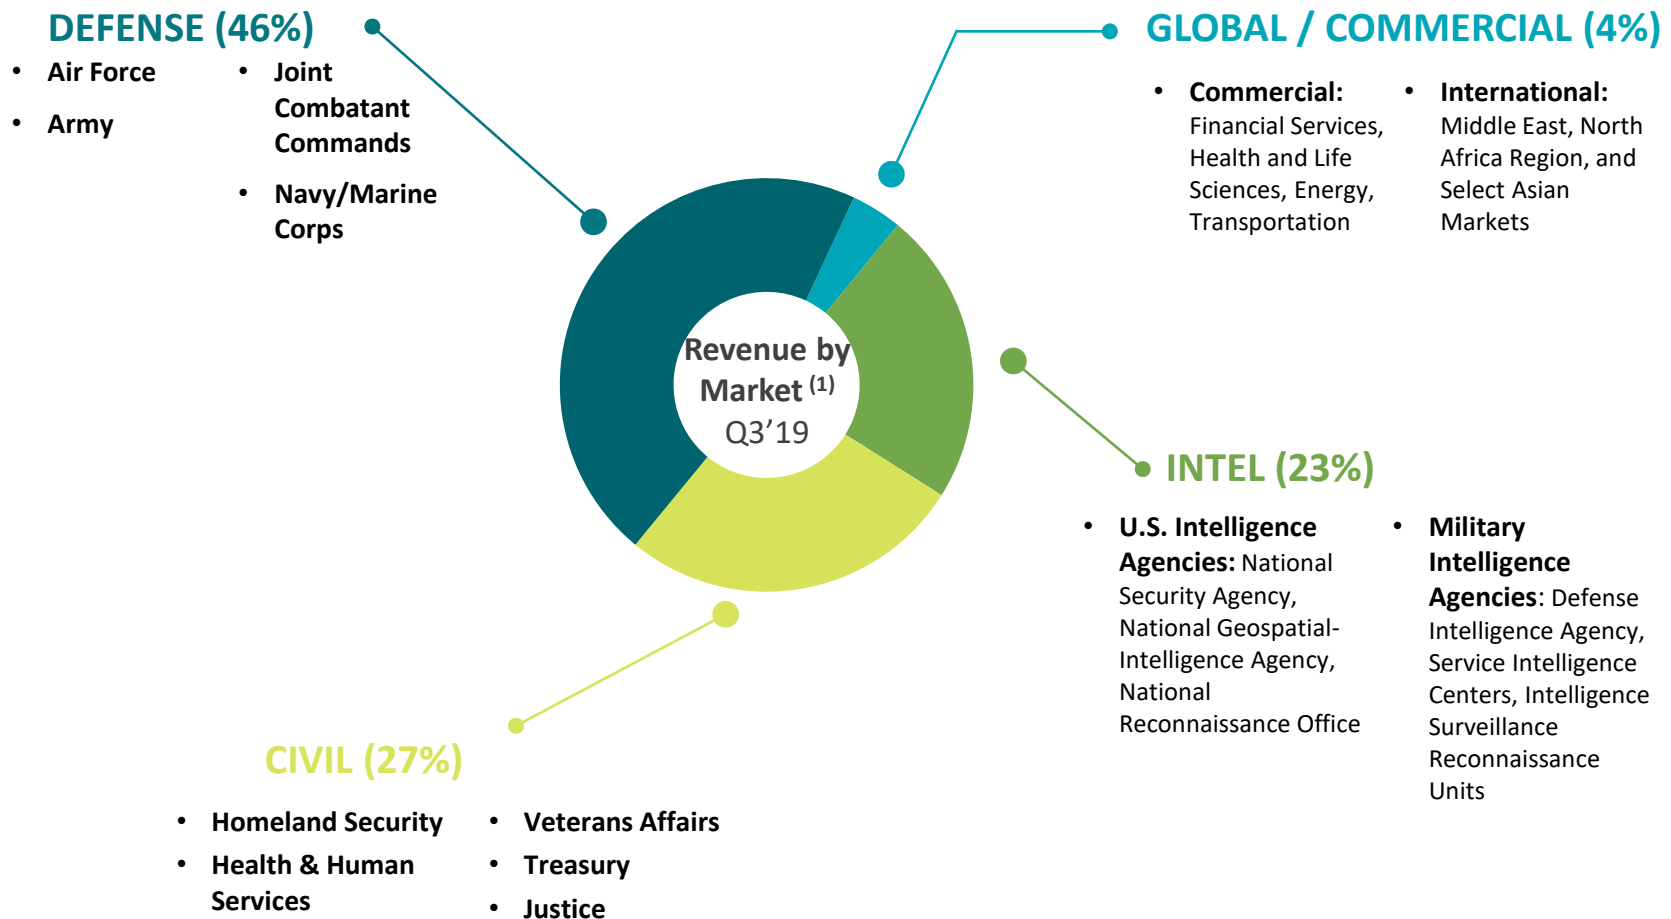 DEFENSE (46%)
• Air Force
• Army
• Joint
Combatant
Commands
• Navy/Marine
Corps
GLOBAL / COMMERCIAL (4%)
• Commercial:
Financial Services,
Health and Life
Sciences, Energy,
Transportation
• International:
Middle East, North
Africa Region, and
Select Asian
Markets
Revenue by
Market (1)
Q3’19
INTEL (23%)
• U.S. Intelligence
Agencies: National
Security Agency,
National Geospatial-
Intelligence Agency,
National
Reconnaissance Office
• Military
Intelligence
Agencies: Defense
Intelligence Agency,
Service Intelligence
Centers, Intelligence
Surveillance
Reconnaissance
Units
CIVIL (27%)
• Homeland Security
• Health & Human
Services
• Veterans Affairs
• Treasury
• Justice